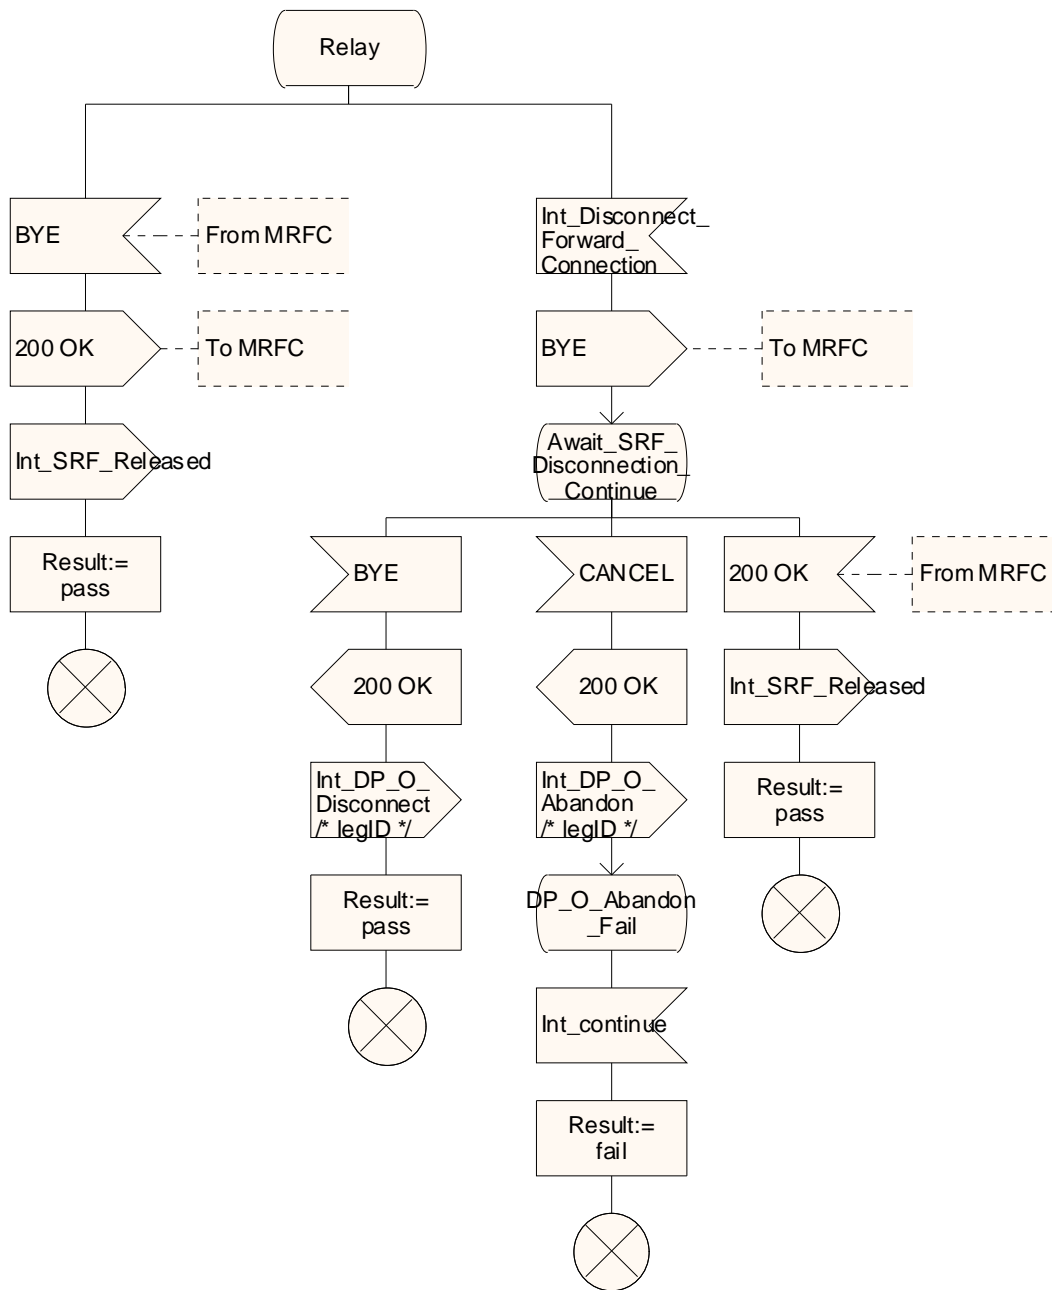 Relay
BYE
From MRFC
Int_Disconnect_
Forward_
Connection
200 OK
To MRFC
BYE
To MRFC
Int_SRF_Released
Await_SRF_
Disconnection_
Continue
Result:=
pass
BYE
CANCEL
200 OK
From MRFC
200 OK
200 OK
Int_SRF_Released
Int_DP_O_
Disconnect
/* legID */
Int_DP_O_
Abandon
/* legID */
Result:=
pass
Result:=
pass
DP_O_Abandon
_Fail
Int_continue
Result:=
fail